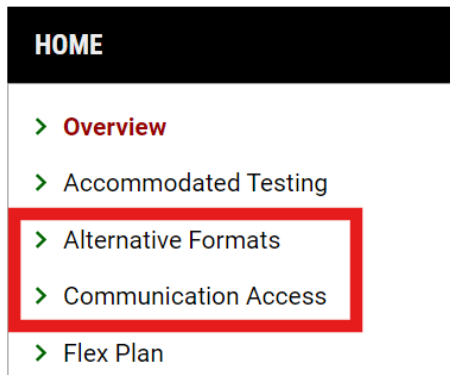 HOME
Overview
Accommodated Testing
Alternative Formats
Communication Access
Flex Plan